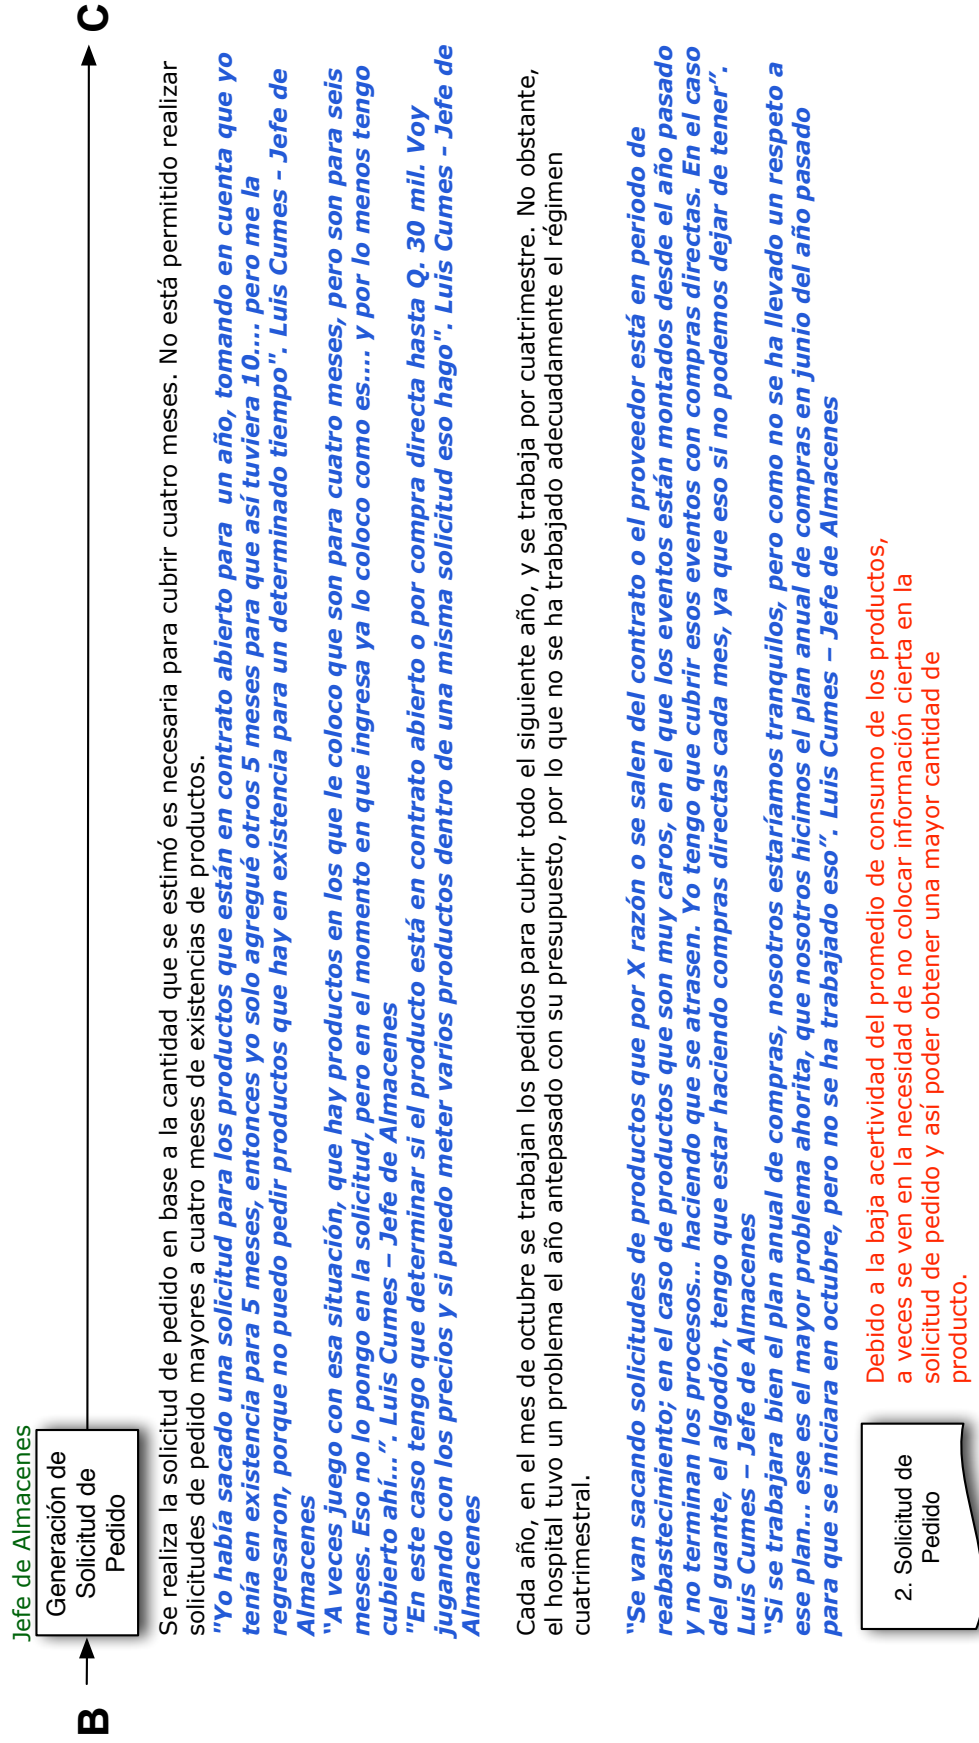 Jefe de Almacenes
B
Generación de
Solicitud de
Pedido
C
Se realiza la solicitud de pedido en base a la cantidad que se estimó es necesaria para cubrir cuatro meses. No está permitido realizar
solicitudes de pedido mayores a cuatro meses de existencias de productos.
"Yo había sacado una solicitud para los productos que están en contrato abierto para un año, tomando en cuenta que yo
tenía en existencia para 5 meses, entonces yo solo agregué otros 5 meses para que así tuviera 10.... pero me la
regresaron, porque no puedo pedir productos que hay en existencia para un determinado tiempo". Luis Cumes - Jefe de
Almacenes
“A veces juego con esa situación, que hay productos en los que le coloco que son para cuatro meses, pero son para seis
meses. Eso no lo pongo en la solicitud, pero en el momento en que ingresa ya lo coloco como es... y por lo menos tengo
cubierto ahí...”. Luis Cumes – Jefe de Almacenes
"En este caso tengo que determinar si el producto está en contrato abierto o por compra directa hasta Q. 30 mil. Voy
jugando con los precios y si puedo meter varios productos dentro de una misma solicitud eso hago". Luis Cumes - Jefe de
Almacenes
Cada año, en el mes de octubre se trabajan los pedidos para cubrir todo el siguiente año, y se trabaja por cuatrimestre. No obstante,
el hospital tuvo un problema el año antepasado con su presupuesto, por lo que no se ha trabajado adecuadamente el régimen
cuatrimestral.
“Se van sacando solicitudes de productos que por X razón o se salen del contrato o el proveedor está en periodo de
reabastecimiento; en el caso de productos que son muy caros, en el que los eventos están montados desde el año pasado
y no terminan los procesos... haciendo que se atrasen. Yo tengo que cubrir esos eventos con compras directas. En el caso
del guante, el algodón, tengo que estar haciendo compras directas cada mes, ya que eso si no podemos dejar de tener”.
Luis Cumes – Jefe de Almacenes
“Si se trabajara bien el plan anual de compras, nosotros estaríamos tranquilos, pero como no se ha llevado un respeto a
ese plan... ese es el mayor problema ahorita, que nosotros hicimos el plan anual de compras en junio del año pasado
para que se iniciara en octubre, pero no se ha trabajado eso”. Luis Cumes – Jefe de Almacenes
2. Solicitud de
Pedido
Debido a la baja acertividad del promedio de consumo de los productos,
a veces se ven en la necesidad de no colocar información cierta en la
solicitud de pedido y así poder obtener una mayor cantidad de
producto.